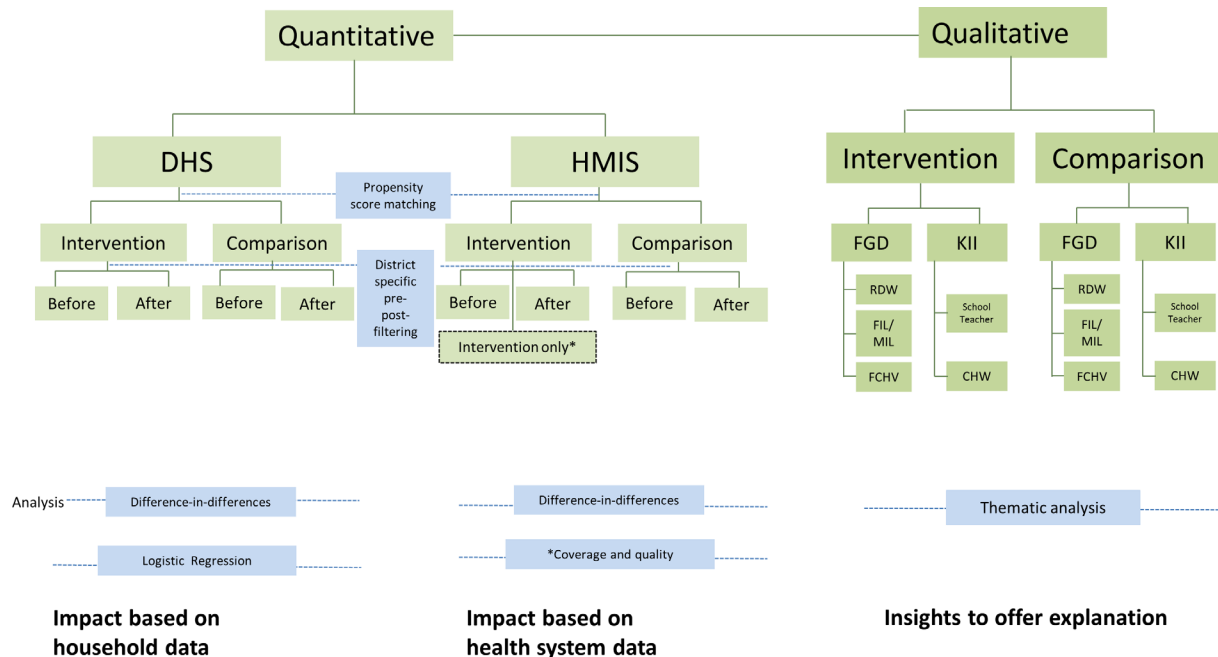 Quantitative
Qualitative
DHS
HMIS
Propensity
score matching
Intervention
Comparison
Intervention
Comparison
District
specific
pre-
post-
filtering
Before
After
Before
After
Before
After
Before
After
Intervention only*
Intervention
Comparison
FGD
KII
FGD
KII
RDW
School
Teacher
FIL/
MIL
FCHV
CHW
RDW
School
Teacher
FIL/
MIL
FCHV
CHW
Analysis
Difference-in-differences
Difference-in-differences
Thematic analysis
Logistic Regression
*Coverage and quality
Impact based on
household data
Impact based on
health system data
Insights to offer explanation